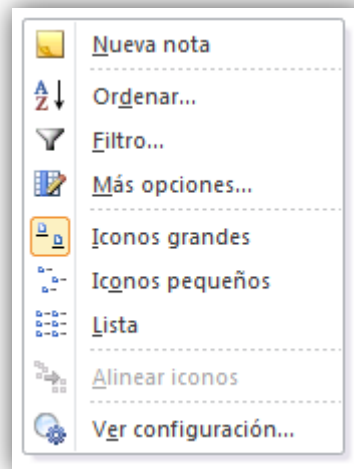 Nueva nota
Ordenar...
Filtro...
Más opciones...
Iconos grandes
Iconos pequeños
Lista
Alinear iconos
Ver configuración...